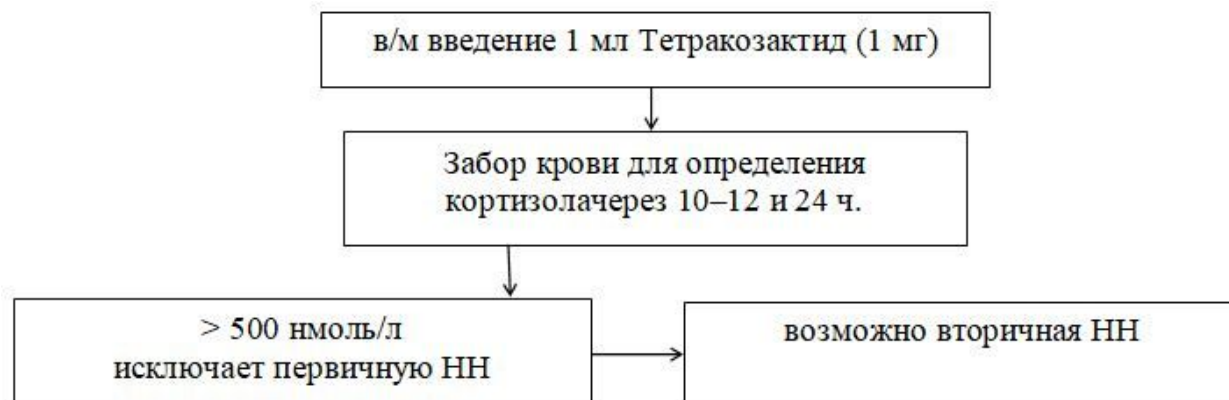 в/м введение 1 мл Тетракозактид (1 мг)
Забор крови для определения
кортизолачерез 10–12 и 24 ч.
> 500 нмоль/л
исключает первичную НН
возможно вторичная НН